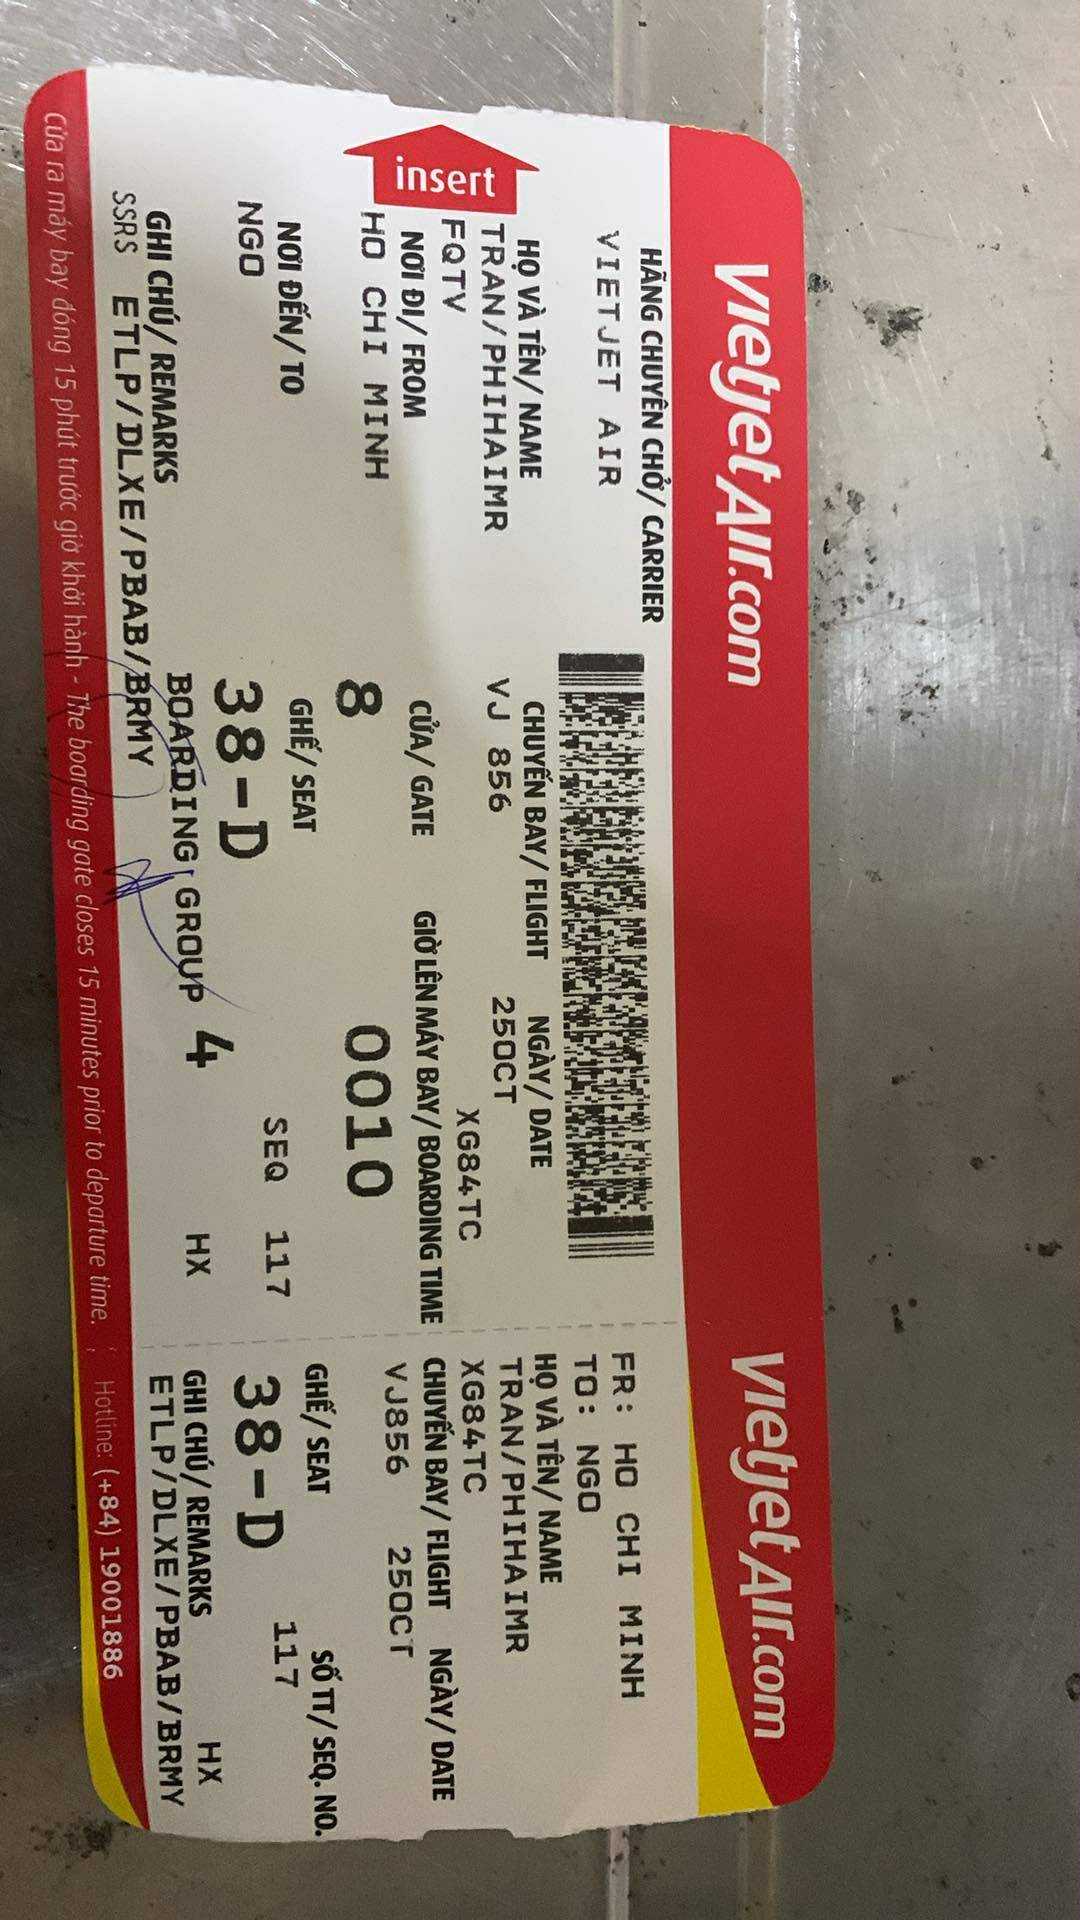 VietJetAir.com
HÃNG CHUYÊN CHỞ/ CARRIER
VIETJET AIR
insert
HỌ VÀ TÊN/ NAME
TRAN/PHIHAIMR
FQTV
CHUYẾN BAY/ FLIGHT
VJ 856
NGÀY/ DATE
25OCT
XG84TC
NƠI ĐI/ FROM
HO CHI MINH
CỬA/ GATE
8
GIỜ LÊN MÁY BAY/ BOARDING TIME
0010
NƠI ĐẾN/ TO
NGO
GHẾ/ SEAT
38-D
SEQ 117
BOARDING GROUP 4
HX
GHI CHÚ/ REMARKS
SSRS ETLP/DLXE/PBAB/BRMY
Cửa ra máy bay đóng 15 phút trước giờ khởi hành - The boarding gate closes 15 minutes prior to departure time.
VietJetAir.com
FR: HO CHI MINH
TO: NGO
HỌ VÀ TÊN/ NAME
TRAN/PHIHAIMR
XG84TC
CHUYẾN BAY/ FLIGHT NGÀY/ DATE
VJ856 25OCT
GHẾ/ SEAT SỐ TT/ SEQ. NO.
38-D 117
HX
GHI CHÚ/ REMARKS
ETLP/DLXE/PBAB/BRMY
Hotline: (+84) 19001886